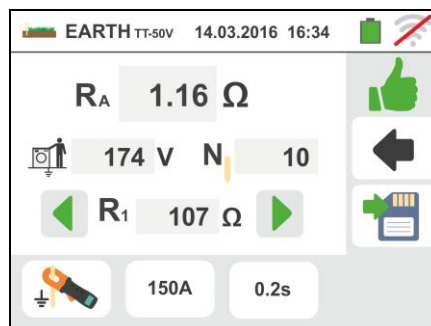 EARTH TT-50V 14.03.2016 16:34
RA 1.16 Ω
174 V N 10
R1 107 Ω
150A 0.2s